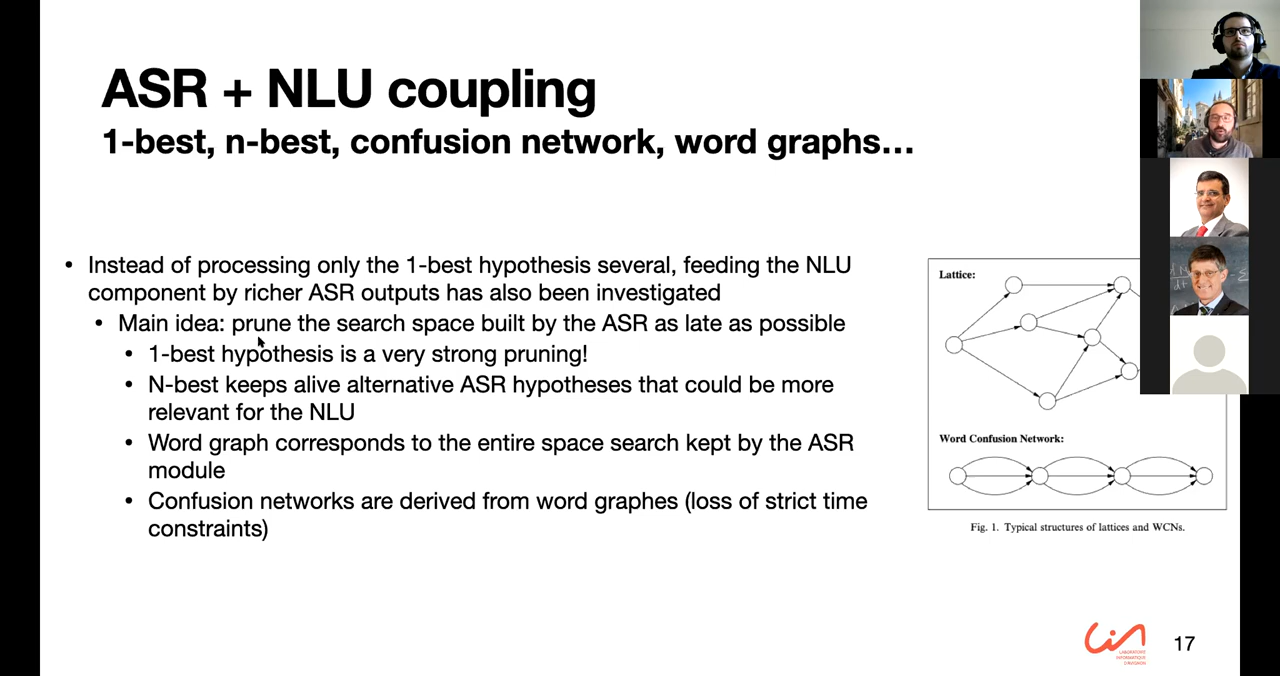 ASR + NLU coupling
1-best, n-best, confusion network, word graphs...
• Instead of processing only the 1-best hypothesis several, feeding the NLU
component by richer ASR outputs has also been investigated
• Main idea: prune the search space built by the ASR as late as possible
• 1-best hypothesis is a very strong pruning!
• N-best keeps alive alternative ASR hypotheses that could be more
relevant for the NLU
• Word graph corresponds to the entire space search kept by the ASR
module
• Confusion networks are derived from word graphes (loss of strict time
constraints)
Lattice:
Word Confusion Network:
Fig. 1. Typical structures of lattices and WCNs.
LABORATOIRE
INFORMATIQUE
D'AVIGNON
17